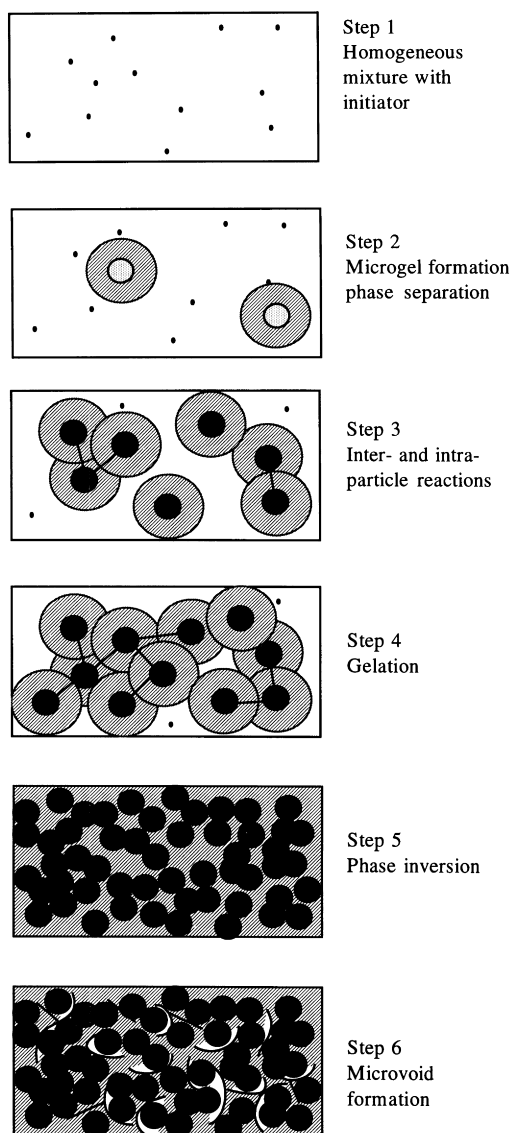 Step 1
Homogeneous
mixture with
initiator
Step 2
Microgel formation
phase separation
Step 3
Inter- and intra-
particle reactions
Step 4
Gelation
Step 5
Phase inversion
Step 6
Microvoid
formation